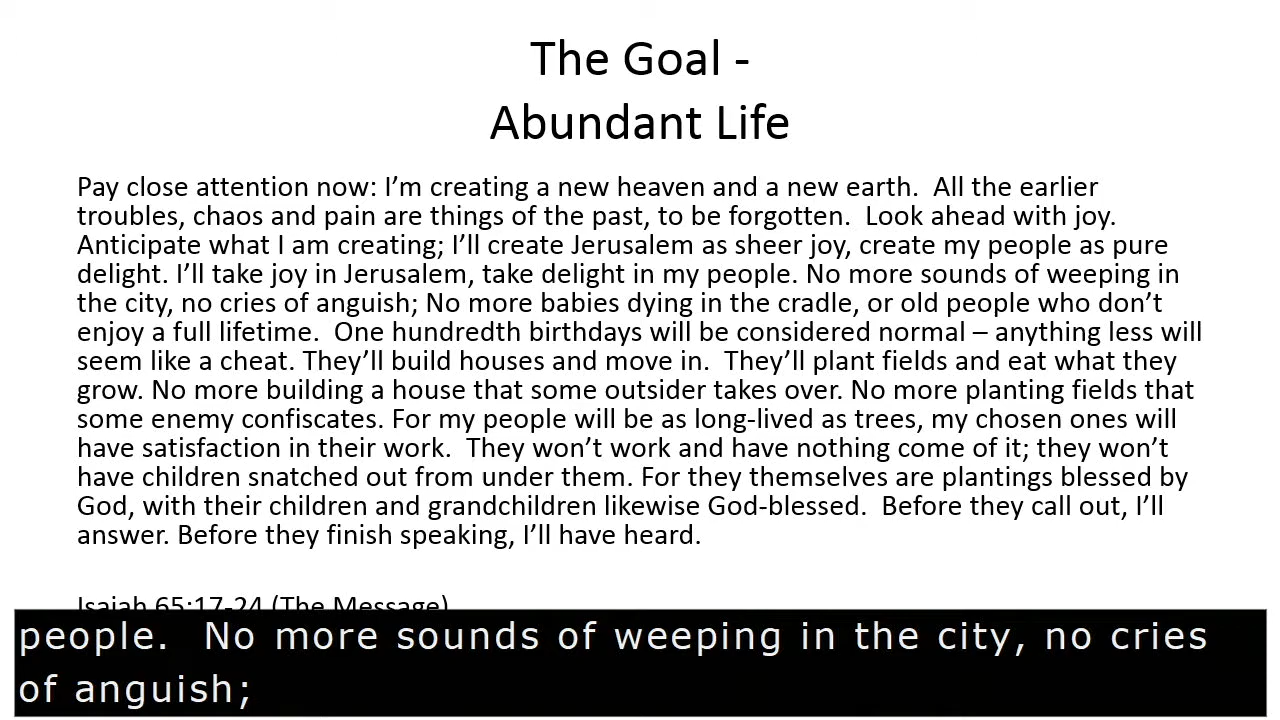 The Goal -
Abundant Life
Pay close attention now: I’m creating a new heaven and a new earth.  All the earlier
troubles, chaos and pain are things of the past, to be forgotten.  Look ahead with joy.
Anticipate what I am creating; I’ll create Jerusalem as sheer joy, create my people as pure
delight. I’ll take joy in Jerusalem, take delight in my people. No more sounds of weeping in
the city, no cries of anguish; No more babies dying in the cradle, or old people who don’t
enjoy a full lifetime.  One hundredth birthdays will be considered normal – anything less will
seem like a cheat. They’ll build houses and move in.  They’ll plant fields and eat what they
grow. No more building a house that some outsider takes over. No more planting fields that
some enemy confiscates. For my people will be as long-lived as trees, my chosen ones will
have satisfaction in their work.  They won’t work and have nothing come of it; they won’t
have children snatched out from under them. For they themselves are plantings blessed by
God, with their children and grandchildren likewise God-blessed.  Before they call out, I’ll
answer. Before they finish speaking, I’ll have heard.
Isaiah 65:17-24 (The Message)
people.  No more sounds of weeping in the city, no cries
of anguish;